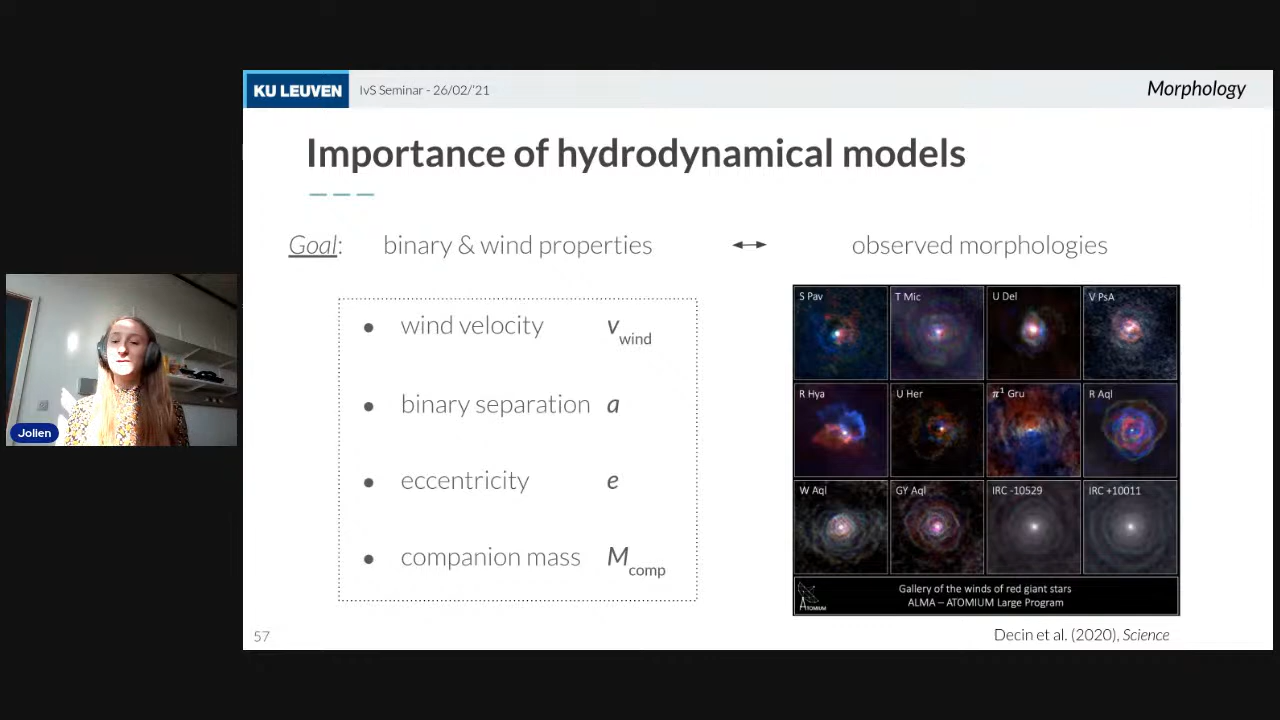 KU LEUVEN
IvS Seminar - 26/02/'21
Morphology
Importance of hydrodynamical models
Goal: binary & wind properties ↔ observed morphologies
• wind velocity v_wind
• binary separation a
• eccentricity e
• companion mass M_comp
S Pav
T Mic
U Del
V PsA
R Hya
U Her
π¹ Gru
R Aql
W Aql
GY Aql
IRC -10529
IRC +10011
ATOMIUM
Gallery of the winds of red giant stars
ALMA – ATOMIUM Large Program
57
Decin et al. (2020), Science
Jolien